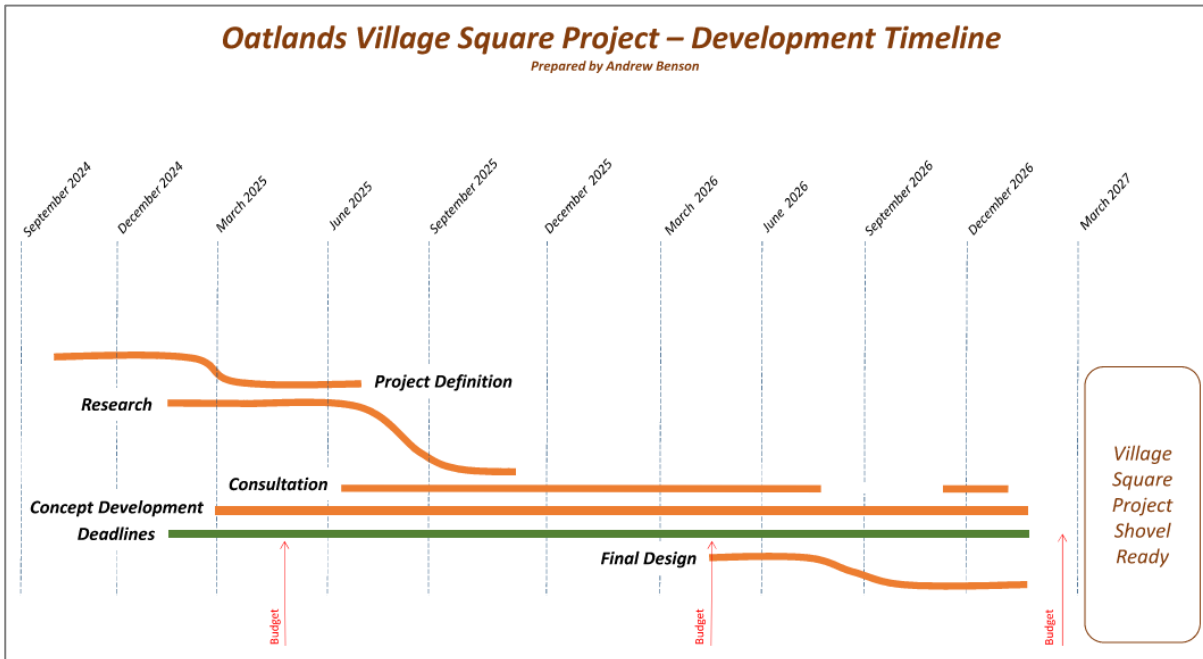 Oatlands Village Square Project – Development Timeline
Prepared by Andrew Benson
September 2024
December 2024
March 2025
June 2025
September 2025
December 2025
March 2026
June 2026
September 2026
December 2026
March 2027
Project Definition
Research
Consultation
Concept Development
Deadlines
Final Design
Budget
Budget
Budget
Village
Square
Project
Shovel
Ready